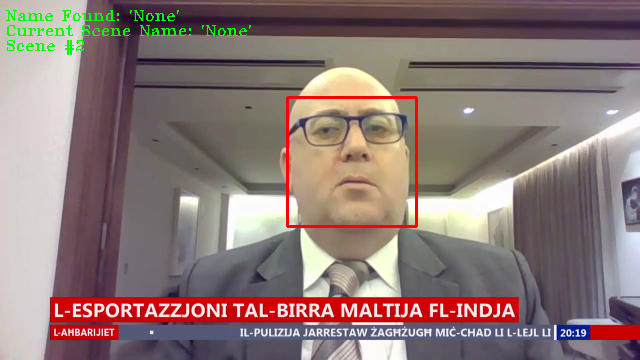 Name Found: 'None'
Current Scene Name: 'None'
Scene #2
L-ESPORTAZZJONI TAL-BIRRA MALTIJA FL-INDJA
L-AĦBARIJIET
IL-PULIZIJA JARRESTAW ŻAGĦŻUGĦ MIĊ-CHAD LI L-LEJL LI
20:19